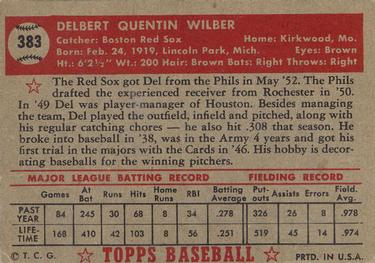 383
DELBERT QUENTIN WILBER
Catcher: Boston Red Sox Home: Kirkwood, Mo.
Born: Feb. 24, 1919, Lincoln Park, Mich. Eyes: Brown
Ht.: 6'2½" Wt.: 200 Hair: Brown Bats: Right Throws: Right
The Red Sox got Del from the Phils in May '52. The Phils
drafted the experienced receiver from Rochester in '50.
In '49 Del was player-manager of Houston. Besides managing
the team, Del played the outfield, infield and pitched, along with his
regular catching chores — he also hit .308 that season. He
broke into baseball in '38, was in the Army 4 years and got
his first trial in the majors with the Cards in '46. His hobby is
decorating baseballs for the winning pitchers.
MAJOR LEAGUE BATTING RECORD FIELDING RECORD
Games At Bat Runs Hits Home Runs RBI Batting Average Put-outs Assists Errors Field. Avg.
PAST YEAR 84 245 30 68 8 34 .278 326 45 8 .978
LIFE-TIME 168 410 42 103 8 56 .251 539 68 16 .974
© T. C. G. TOPPS BASEBALL PRTD. IN U.S.A.